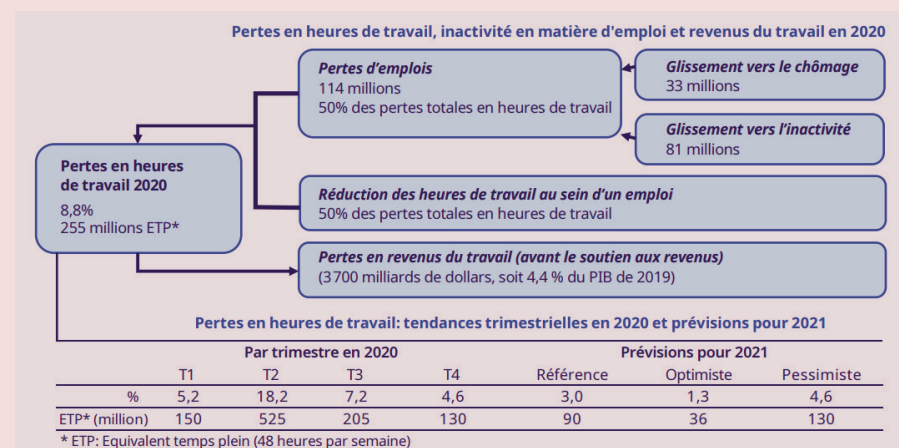 Pertes en heures de travail, inactivité en matière d'emploi et revenus du travail en 2020
Pertes d'emplois
114 millions
50% des pertes totales en heures de travail
Glissement vers le chômage
33 millions
Glissement vers l'inactivité
81 millions
Pertes en heures
de travail 2020
8,8%
255 millions ETP*
Réduction des heures de travail au sein d'un emploi
50% des pertes totales en heures de travail
Pertes en revenus du travail (avant le soutien aux revenus)
(3 700 milliards de dollars, soit 4,4 % du PIB de 2019)
Pertes en heures de travail: tendances trimestrielles en 2020 et prévisions pour 2021
Par trimestre en 2020 Prévisions pour 2021
T1 T2 T3 T4 Référence Optimiste Pessimiste
% 5,2 18,2 7,2 4,6 3,0 1,3 4,6
ETP* (million) 150 525 205 130 90 36 130
* ETP: Equivalent temps plein (48 heures par semaine)